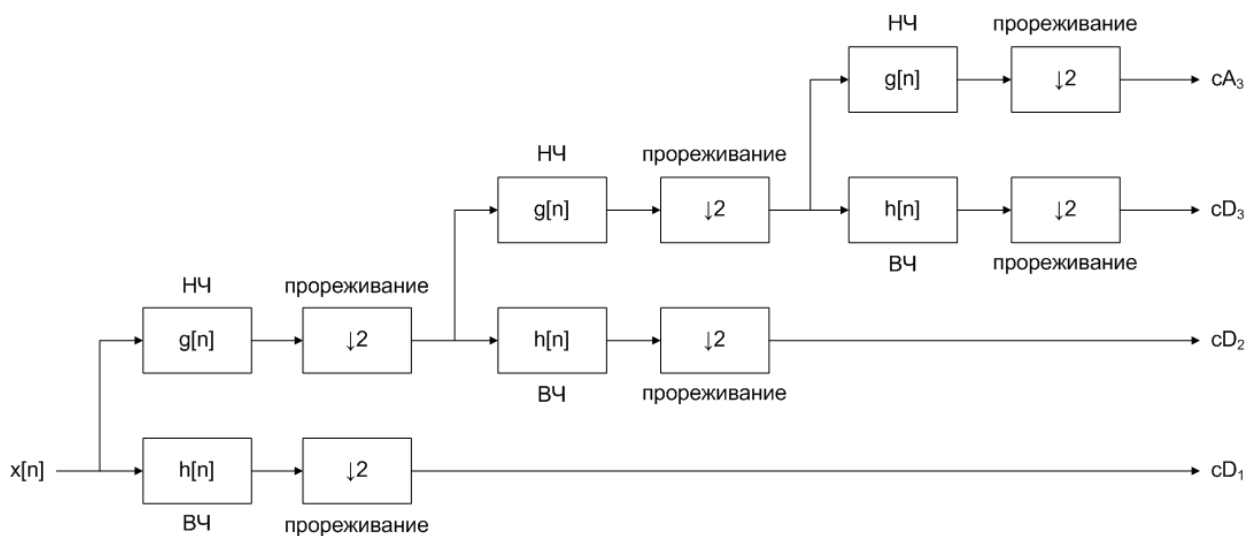 НЧ прореживание
g[n] ↓2 cA₃
НЧ прореживание
g[n] ↓2 h[n] ↓2 cD₃
ВЧ прореживание
НЧ прореживание
g[n] ↓2 h[n] ↓2 cD₂
ВЧ прореживание
x[n] h[n] ↓2 cD₁
ВЧ прореживание